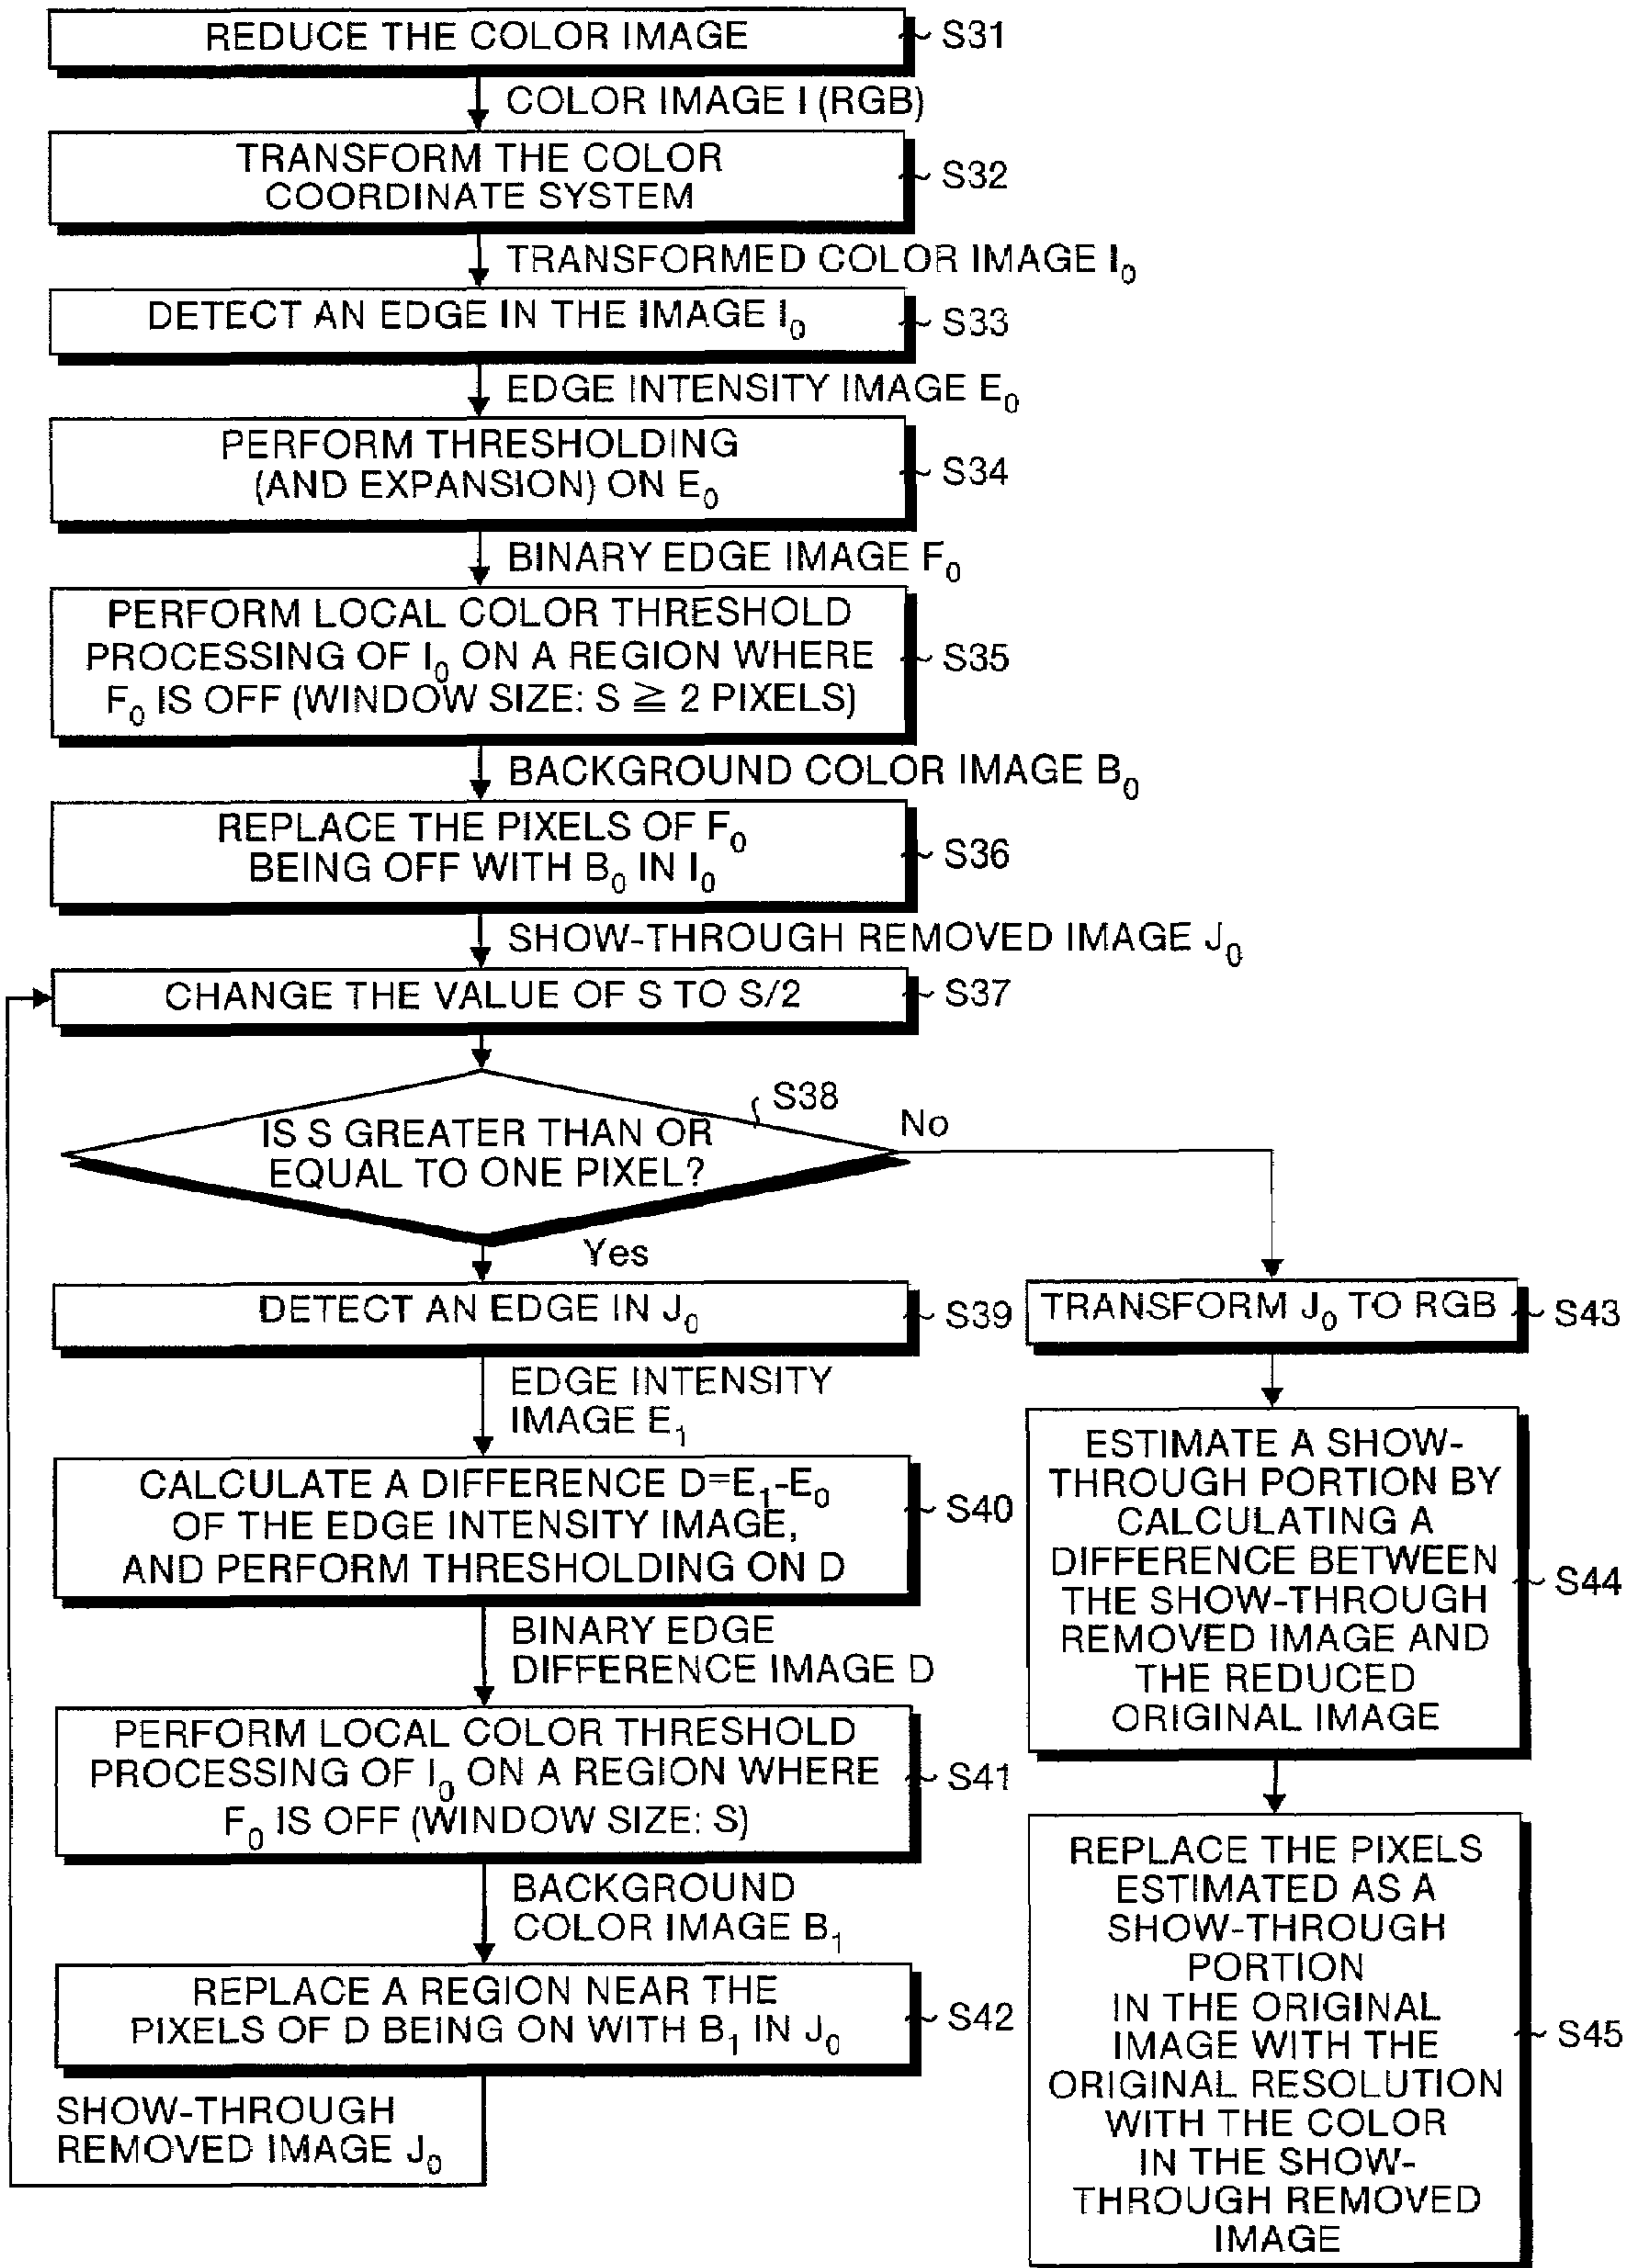 REDUCE THE COLOR IMAGE
S31
COLOR IMAGE I (RGB)
TRANSFORM THE COLOR
COORDINATE SYSTEM
S32
TRANSFORMED COLOR IMAGE I₀
DETECT AN EDGE IN THE IMAGE I₀
S33
EDGE INTENSITY IMAGE E₀
PERFORM THRESHOLDING
(AND EXPANSION) ON E₀
S34
BINARY EDGE IMAGE F₀
PERFORM LOCAL COLOR THRESHOLD
PROCESSING OF I₀ ON A REGION WHERE
F₀ IS OFF (WINDOW SIZE: S ≧ 2 PIXELS)
S35
BACKGROUND COLOR IMAGE B₀
REPLACE THE PIXELS OF F₀
BEING OFF WITH B₀ IN I₀
S36
SHOW-THROUGH REMOVED IMAGE J₀
CHANGE THE VALUE OF S TO S/2
S37
S38
IS S GREATER THAN OR
EQUAL TO ONE PIXEL?
No
Yes
DETECT AN EDGE IN J₀
S39
EDGE INTENSITY
IMAGE E₁
CALCULATE A DIFFERENCE D=E₁-E₀
OF THE EDGE INTENSITY IMAGE,
AND PERFORM THRESHOLDING ON D
S40
BINARY EDGE
DIFFERENCE IMAGE D
PERFORM LOCAL COLOR THRESHOLD
PROCESSING OF I₀ ON A REGION WHERE
F₀ IS OFF (WINDOW SIZE: S)
S41
BACKGROUND
COLOR IMAGE B₁
REPLACE A REGION NEAR THE
PIXELS OF D BEING ON WITH B₁ IN J₀
S42
SHOW-THROUGH
REMOVED IMAGE J₀
TRANSFORM J₀ TO RGB
S43
ESTIMATE A SHOW-
THROUGH PORTION BY
CALCULATING A
DIFFERENCE BETWEEN
THE SHOW-THROUGH
REMOVED IMAGE AND
THE REDUCED
ORIGINAL IMAGE
S44
REPLACE THE PIXELS
ESTIMATED AS A
SHOW-THROUGH
PORTION
IN THE ORIGINAL
IMAGE WITH THE
ORIGINAL RESOLUTION
WITH THE COLOR
IN THE SHOW-
THROUGH REMOVED
IMAGE
S45